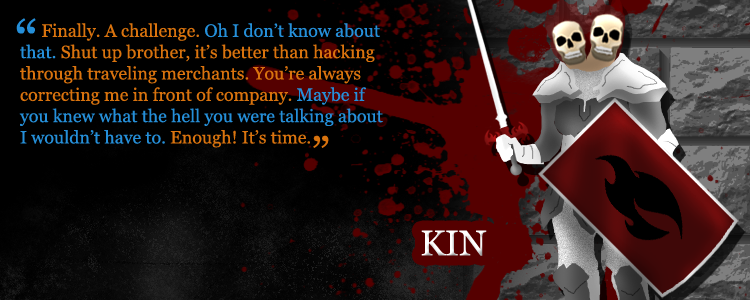 “ Finally. A challenge. Oh I don’t know about
that. Shut up brother, it’s better than hacking
through traveling merchants. You’re always
correcting me in front of company. Maybe if
you knew what the hell you were talking about
I wouldn’t have to. Enough! It’s time.”
KIN